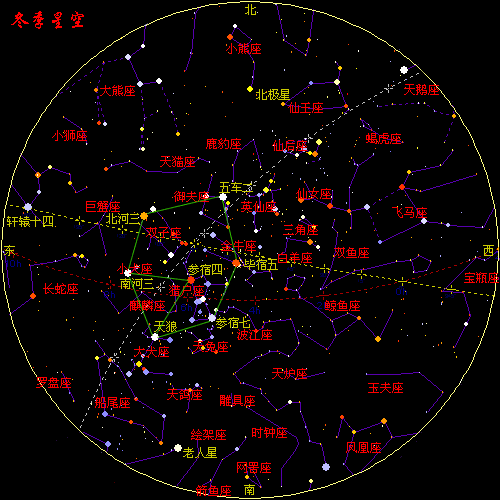 冬季星空
北
小熊座
大熊座
北极星
天鹅座
仙王座
小狮座
蝎虎座
鹿豹座
仙后座
天猫座
御夫座
五车二
仙女座
巨蟹座
英仙座
飞马座
轩辕十四
北河三
双子座
三角座
东
金牛座
西
白羊座
双鱼座
小犬座
参宿四
毕宿五
宝瓶座
南河三
长蛇座
猎户座
麒麟座
鲸鱼座
天狼
参宿七
波江座
大犬座
天兔座
罗盘座
天炉座
玉夫座
船尾座
天鸽座
雕具座
绘架座
时钟座
凤凰座
老人星
网罟座
剑鱼座
南